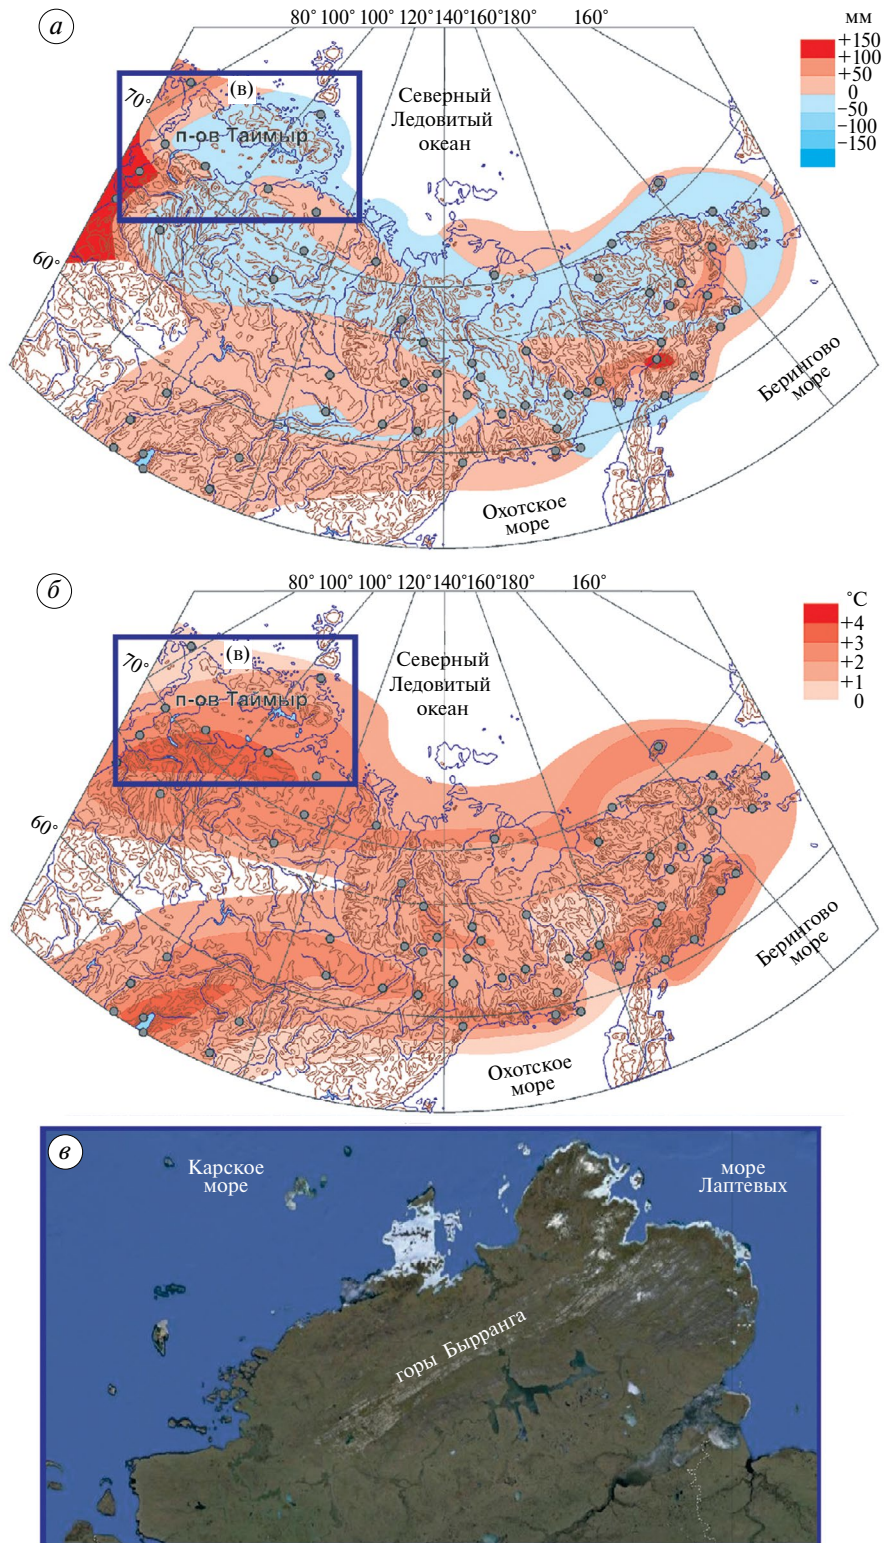 а
80° 100° 100° 120° 140° 160° 180° 160°
мм
+150
+100
+50
0
−50
−100
−150
70°
(в)
п-ов Таймыр
Северный
Ледовитый
океан
60°
Берингово
море
Охотское
море
б
80° 100° 100° 120° 140° 160° 180° 160°
°C
+4
+3
+2
+1
0
70°
(в)
п-ов Таймыр
Северный
Ледовитый
океан
60°
Берингово
море
Охотское
море
в
Карское
море
море
Лаптевых
горы Бырранга